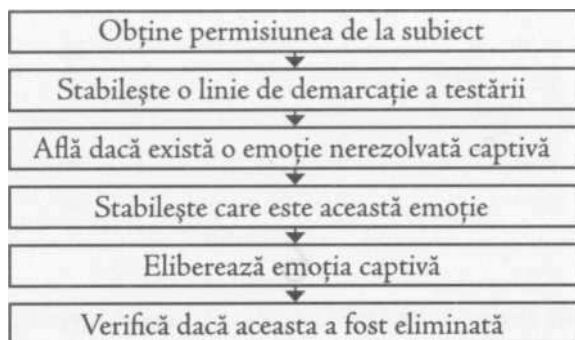 Obține permisiunea de la subiect
Stabilește o linie de demarcație a testării
Află dacă există o emoție nerezolvată captivă
Stabilește care este această emoție
Eliberează emoția captivă
Verifică dacă aceasta a fost eliminată